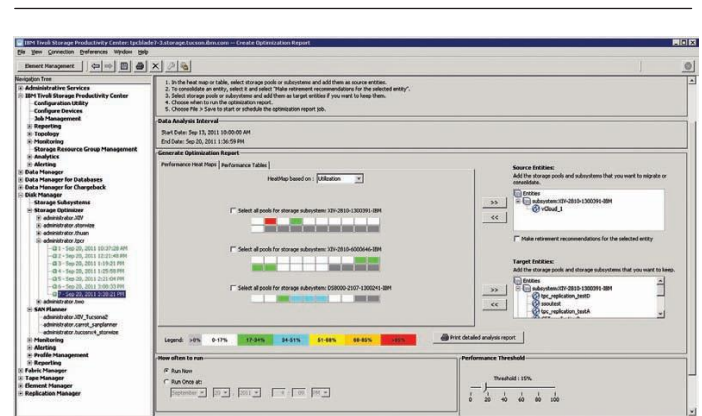 IBM Tivoli Storage Productivity Center: tpcblade7-3.storage.tucson.ibm.com -- Create Optimization Report
File View Connection Preferences Window Help
Element Management
Navigation Tree
Administrative Services
IBM Tivoli Storage Productivity Center
Configuration Utility
Configure Devices
Job Management
Reporting
Topology
Monitoring
Storage Resource Group Management
Analytics
Alerting
Data Manager
Data Manager for Databases
Data Manager for Chargeback
Disk Manager
Storage Subsystems
Storage Optimizer
administrator.XIV
administrator.storwize
administrator.thuan
administrator.tpcr
1 - Sep 20, 2011 10:37:28 AM
2 - Sep 20, 2011 12:21:40 PM
3 - Sep 20, 2011 1:19:21 PM
4 - Sep 20, 2011 1:25:58 PM
5 - Sep 20, 2011 2:21:04 PM
6 - Sep 20, 2011 3:00:33 PM
7 - Sep 20, 2011 3:20:21 PM
administrator.two
SAN Planner
administrator.XIV_Tucsona2
administrator.carrot_sanplanner
administrator.tucson4_storwize
Monitoring
Alerting
Profile Management
Reporting
Fabric Manager
Tape Manager
Element Manager
Replication Manager
1. In the heat map or table, select storage pools or subsystems and add them as source entities.
2. To consolidate an entity, select it and select "Make retirement recommendations for the selected entity".
3. Select storage pools or subsystems and add them as target entities if you want to keep them.
4. Choose when to run the optimization report.
5. Choose File > Save to start or schedule the optimization report job.
Data Analysis Interval
Start Date: Sep 13, 2011 10:00:00 AM
End Date: Sep 20, 2011 1:36:59 PM
Generate Optimization Report
Performance Heat Maps Performance Tables
HeatMap based on : Utilization
Select all pools for storage subsystem: XIV-2810-1300391-IBM
Select all pools for storage subsystem: XIV-2810-6000646-IBM
Select all pools for storage subsystem: DS8000-2107-1300241-IBM
Legend: <0% 0-17% 17-34% 34-51% 51-68% 68-85% >85%
Print detailed analysis report
Source Entities:
Add the storage pools and subsystems that you want to migrate or
consolidate.
>>
<<
Entities
subsystem:XIV-2810-1300391-IBM
vCloud_1
Make retirement recommendations for the selected entity
Target Entities:
Add the storage pools and storage subsystems that you want to keep.
>>
<<
Entities
subsystem:XIV-2810-1300391-IBM
tpc_replication_testD
ssoutest
tpc_replication_testA
How often to run
Run Now
Run Once at:
September 20 2011
Performance Threshold
Threshold : 15%
0 20 40 60 80 100